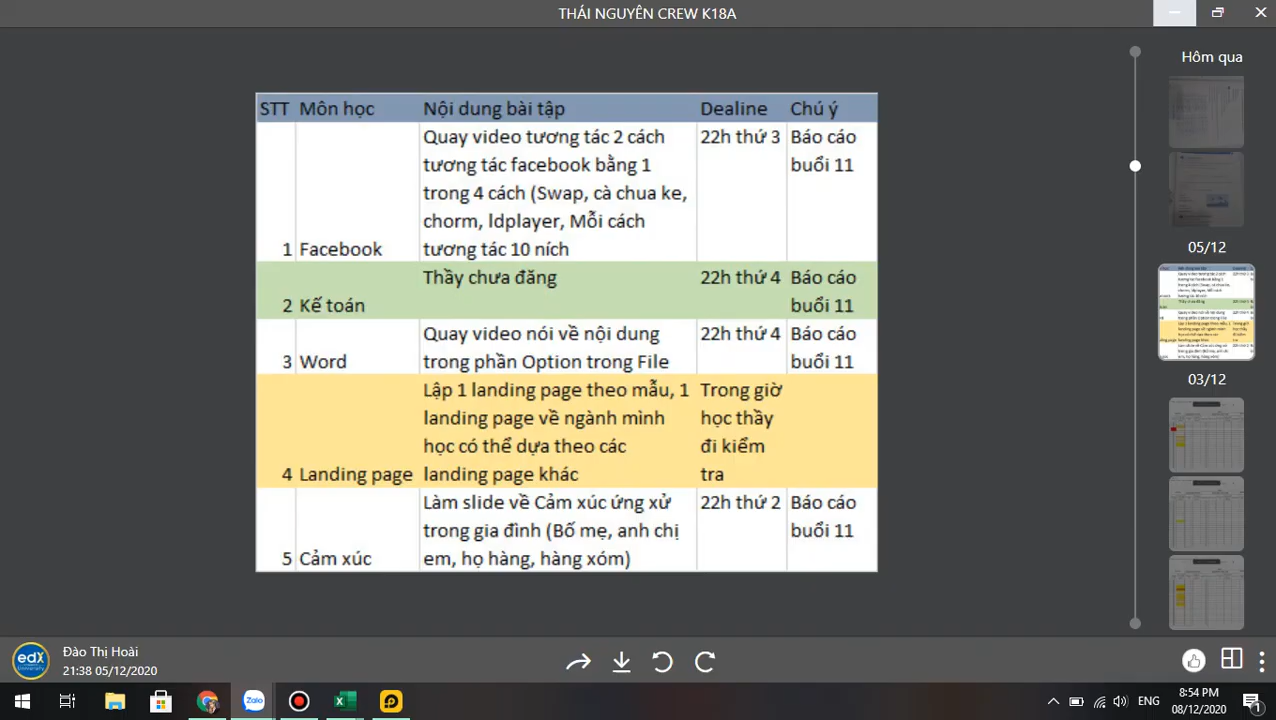 THÁI NGUYÊN CREW K18A
Hôm qua
STT Môn học Nội dung bài tập Dealine Chú ý
Quay video tương tác 2 cách 22h thứ 3 Báo cáo
tương tác facebook bằng 1 buổi 11
trong 4 cách (Swap, cà chua ke,
chorm, ldplayer, Mỗi cách
1 Facebook tương tác 10 ních
Thầy chưa đăng 22h thứ 4 Báo cáo
2 Kế toán buổi 11
Quay video nói về nội dung 22h thứ 4 Báo cáo
3 Word trong phần Option trong File buổi 11
Lập 1 landing page theo mẫu, 1 Trong giờ
landing page về ngành mình học thầy
học có thể dựa theo các đi kiểm
4 Landing page landing page khác tra
Làm slide về Cảm xúc ứng xử 22h thứ 2 Báo cáo
trong gia đình (Bố mẹ, anh chị buổi 11
5 Cảm xúc em, họ hàng, hàng xóm)
05/12
03/12
edX
Đào Thị Hoài
21:38 05/12/2020
Zalo
ENG
8:54 PM
08/12/2020
1